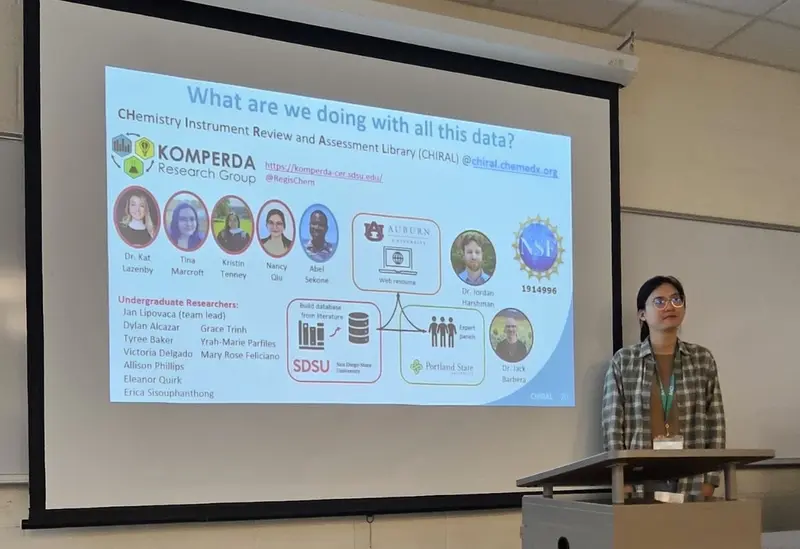 What are we doing with all this data?
CHemistry Instrument Review and Assessment Library (CHIRAL) @chiral.chemedx.org
KOMPERDA
Research Group
https://komperda-cer.sdsu.edu/
@RegisChem
Dr. Kat
Lazenby
Tina
Marcroft
Kristin
Tenney
Nancy
Qiu
Abel
Sekone
AUBURN
UNIVERSITY
Web resource
Dr. Jordan
Harshman
NSF
1914996
Undergraduate Researchers:
Jan Lipovaca (team lead)
Dylan Alcazar
Tyree Baker
Victoria Delgado
Allison Phillips
Eleanor Quirk
Erica Sisouphanthong
Grace Trinh
Yrah-Marie Parfiles
Mary Rose Feliciano
Build database
from literature
SDSU
San Diego State
University
Expert
panels
Portland State
UNIVERSITY
Dr. Jack
Barbera
CHIRAL